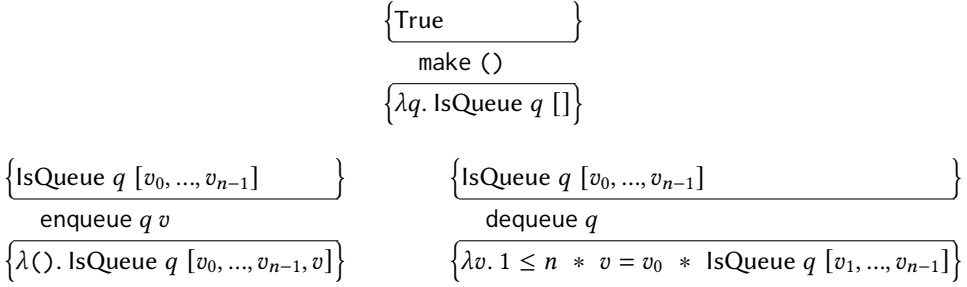 {True}
make ()
{λq. IsQueue q []}
{IsQueue q [v₀, ..., vₙ₋₁]}
enqueue q v
{λ(). IsQueue q [v₀, ..., vₙ₋₁, v]}
{IsQueue q [v₀, ..., vₙ₋₁]}
dequeue q
{λv. 1 ≤ n * v = v₀ * IsQueue q [v₁, ..., vₙ₋₁]}